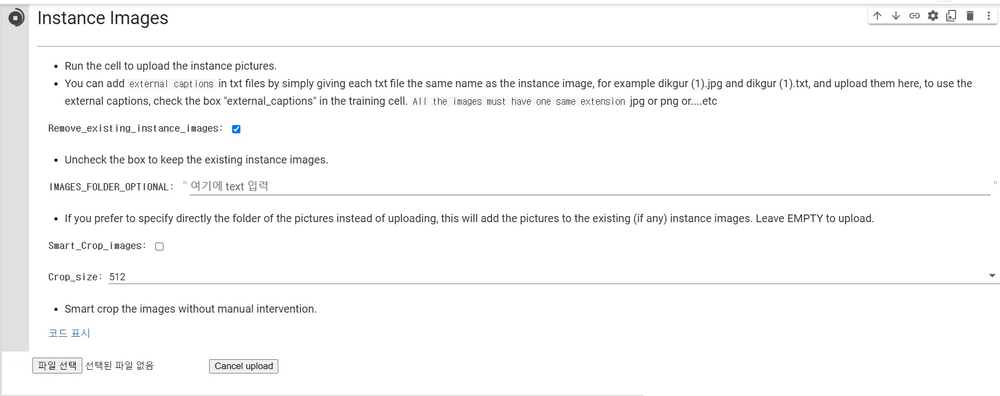 Instance Images
Run the cell to upload the instance pictures.
You can add external captions in txt files by simply giving each txt file the same name as the instance image, for example dikgur (1).jpg and dikgur (1).txt, and upload them here, to use the
external captions, check the box "external_captions" in the training cell. All the images must have one same extension jpg or png or....etc
Remove_existing_instance_images:
Uncheck the box to keep the existing instance images.
IMAGES_FOLDER_OPTIONAL: " 여기에 text 입력 "
If you prefer to specify directly the folder of the pictures instead of uploading, this will add the pictures to the existing (if any) instance images. Leave EMPTY to upload.
Smart_Crop_images:
Crop_size: 512
Smart crop the images without manual intervention.
코드 표시
파일 선택 선택된 파일 없음 Cancel upload